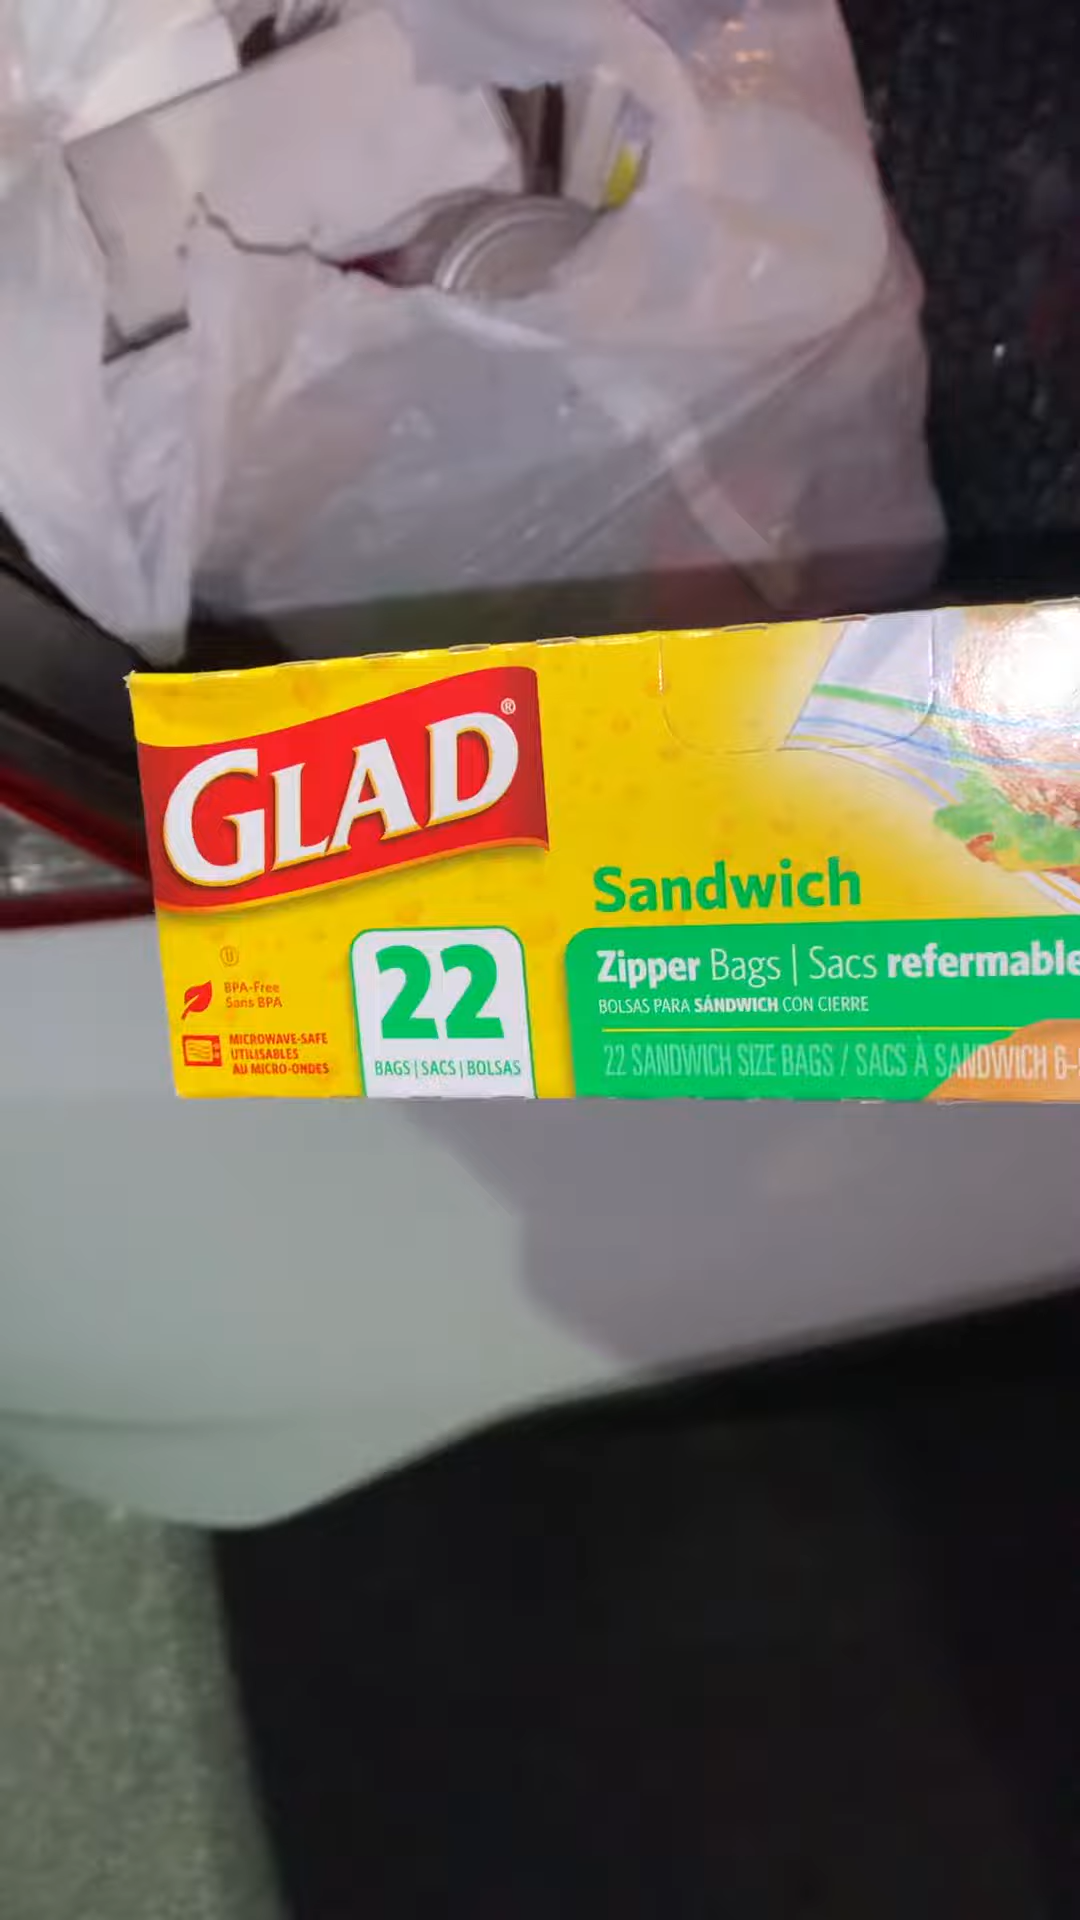 GLAD®
Sandwich
Zipper Bags | Sacs refermable
BOLSAS PARA SÁNDWICH CON CIERRE
22 SANDWICH SIZE BAGS / SACS À SANDWICH 6-
22
BAGS | SACS | BOLSAS
U
BPA-Free
Sans BPA
MICROWAVE-SAFE
UTILISABLES
AU MICRO-ONDES